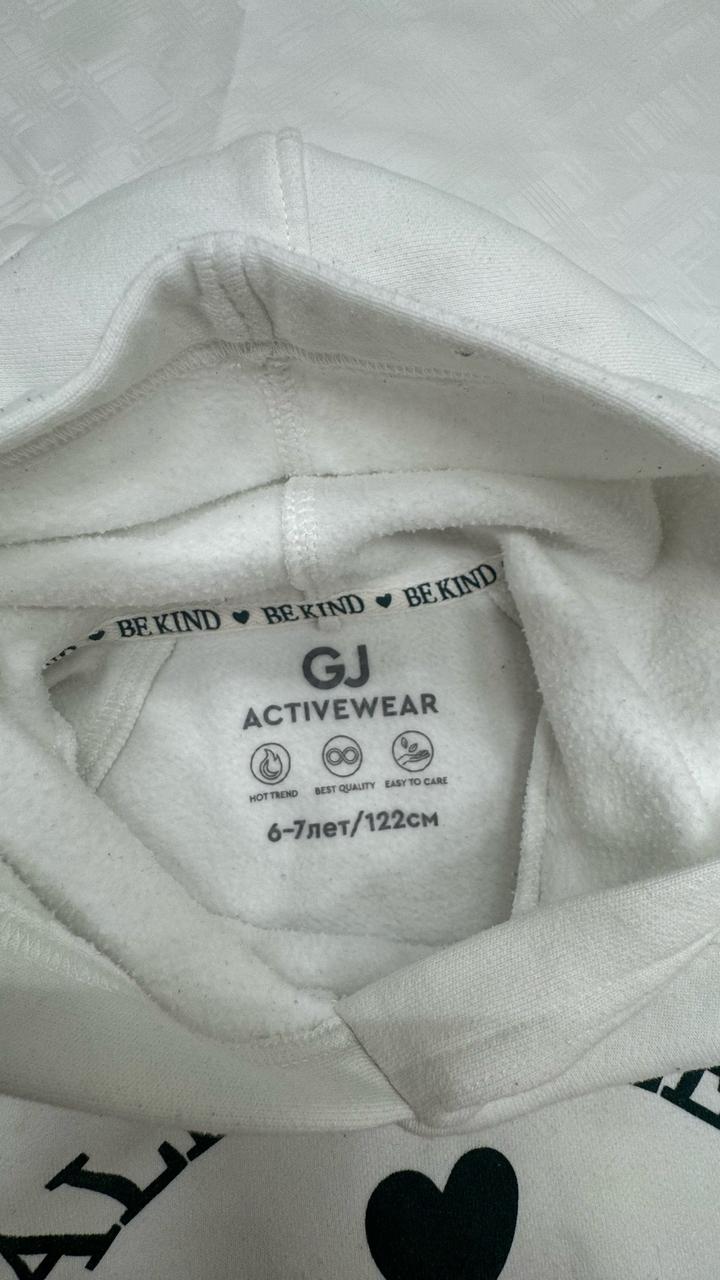 BE KIND BE KIND BE KIND
GJ
ACTIVEWEAR
HOT TREND BEST QUALITY EASY TO CARE
6-7лет/122см